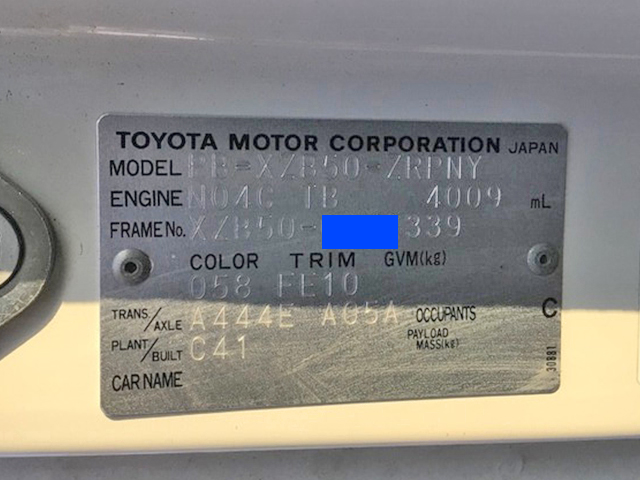 TOYOTA MOTOR CORPORATION JAPAN
MODEL PB-XZB50-ZRPNY
ENGINE N04C TB 4009 mL
FRAME No. XZB50- 339
COLOR TRIM GVM(kg)
058 FE10
TRANS/AXLE A444E A05A OCCUPANTS C
PLANT/BUILT C41 PAYLOAD MASS(kg)
CAR NAME
30881